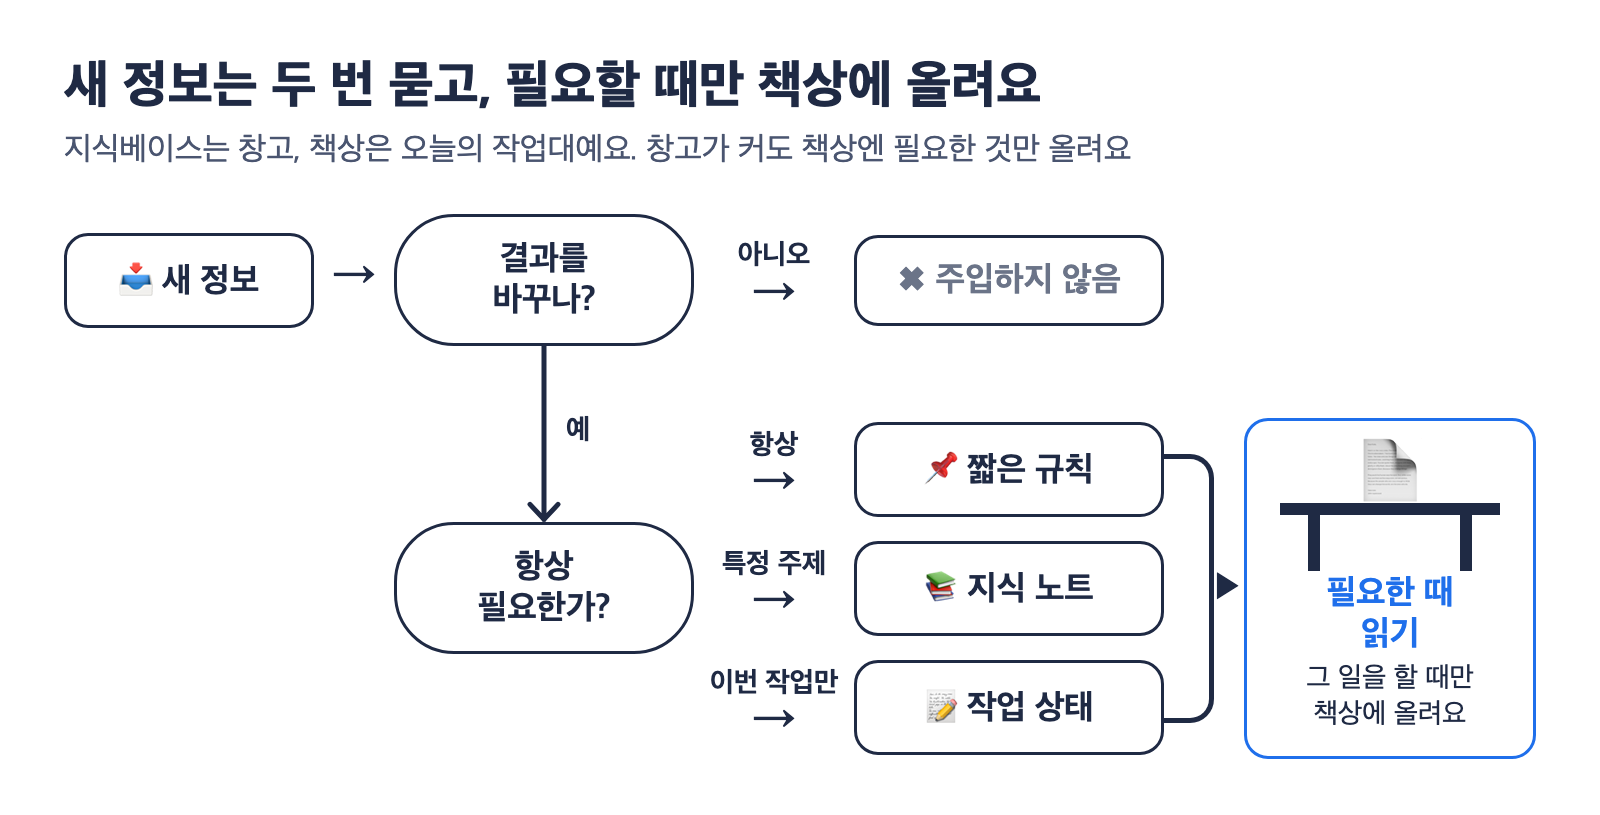 새 정보는 두 번 묻고, 필요할 때만 책상에 올려요
지식베이스는 창고, 책상은 오늘의 작업대예요. 창고가 커도 책상엔 필요한 것만 올려요
새 정보
→
결과를
바꾸나?
아니오
→
✖ 주입하지 않음
예
항상
필요한가?
항상
→
짧은 규칙
특정 주제
→
지식 노트
이번 작업만
→
작업 상태
필요한 때
읽기
그 일을 할 때만
책상에 올려요